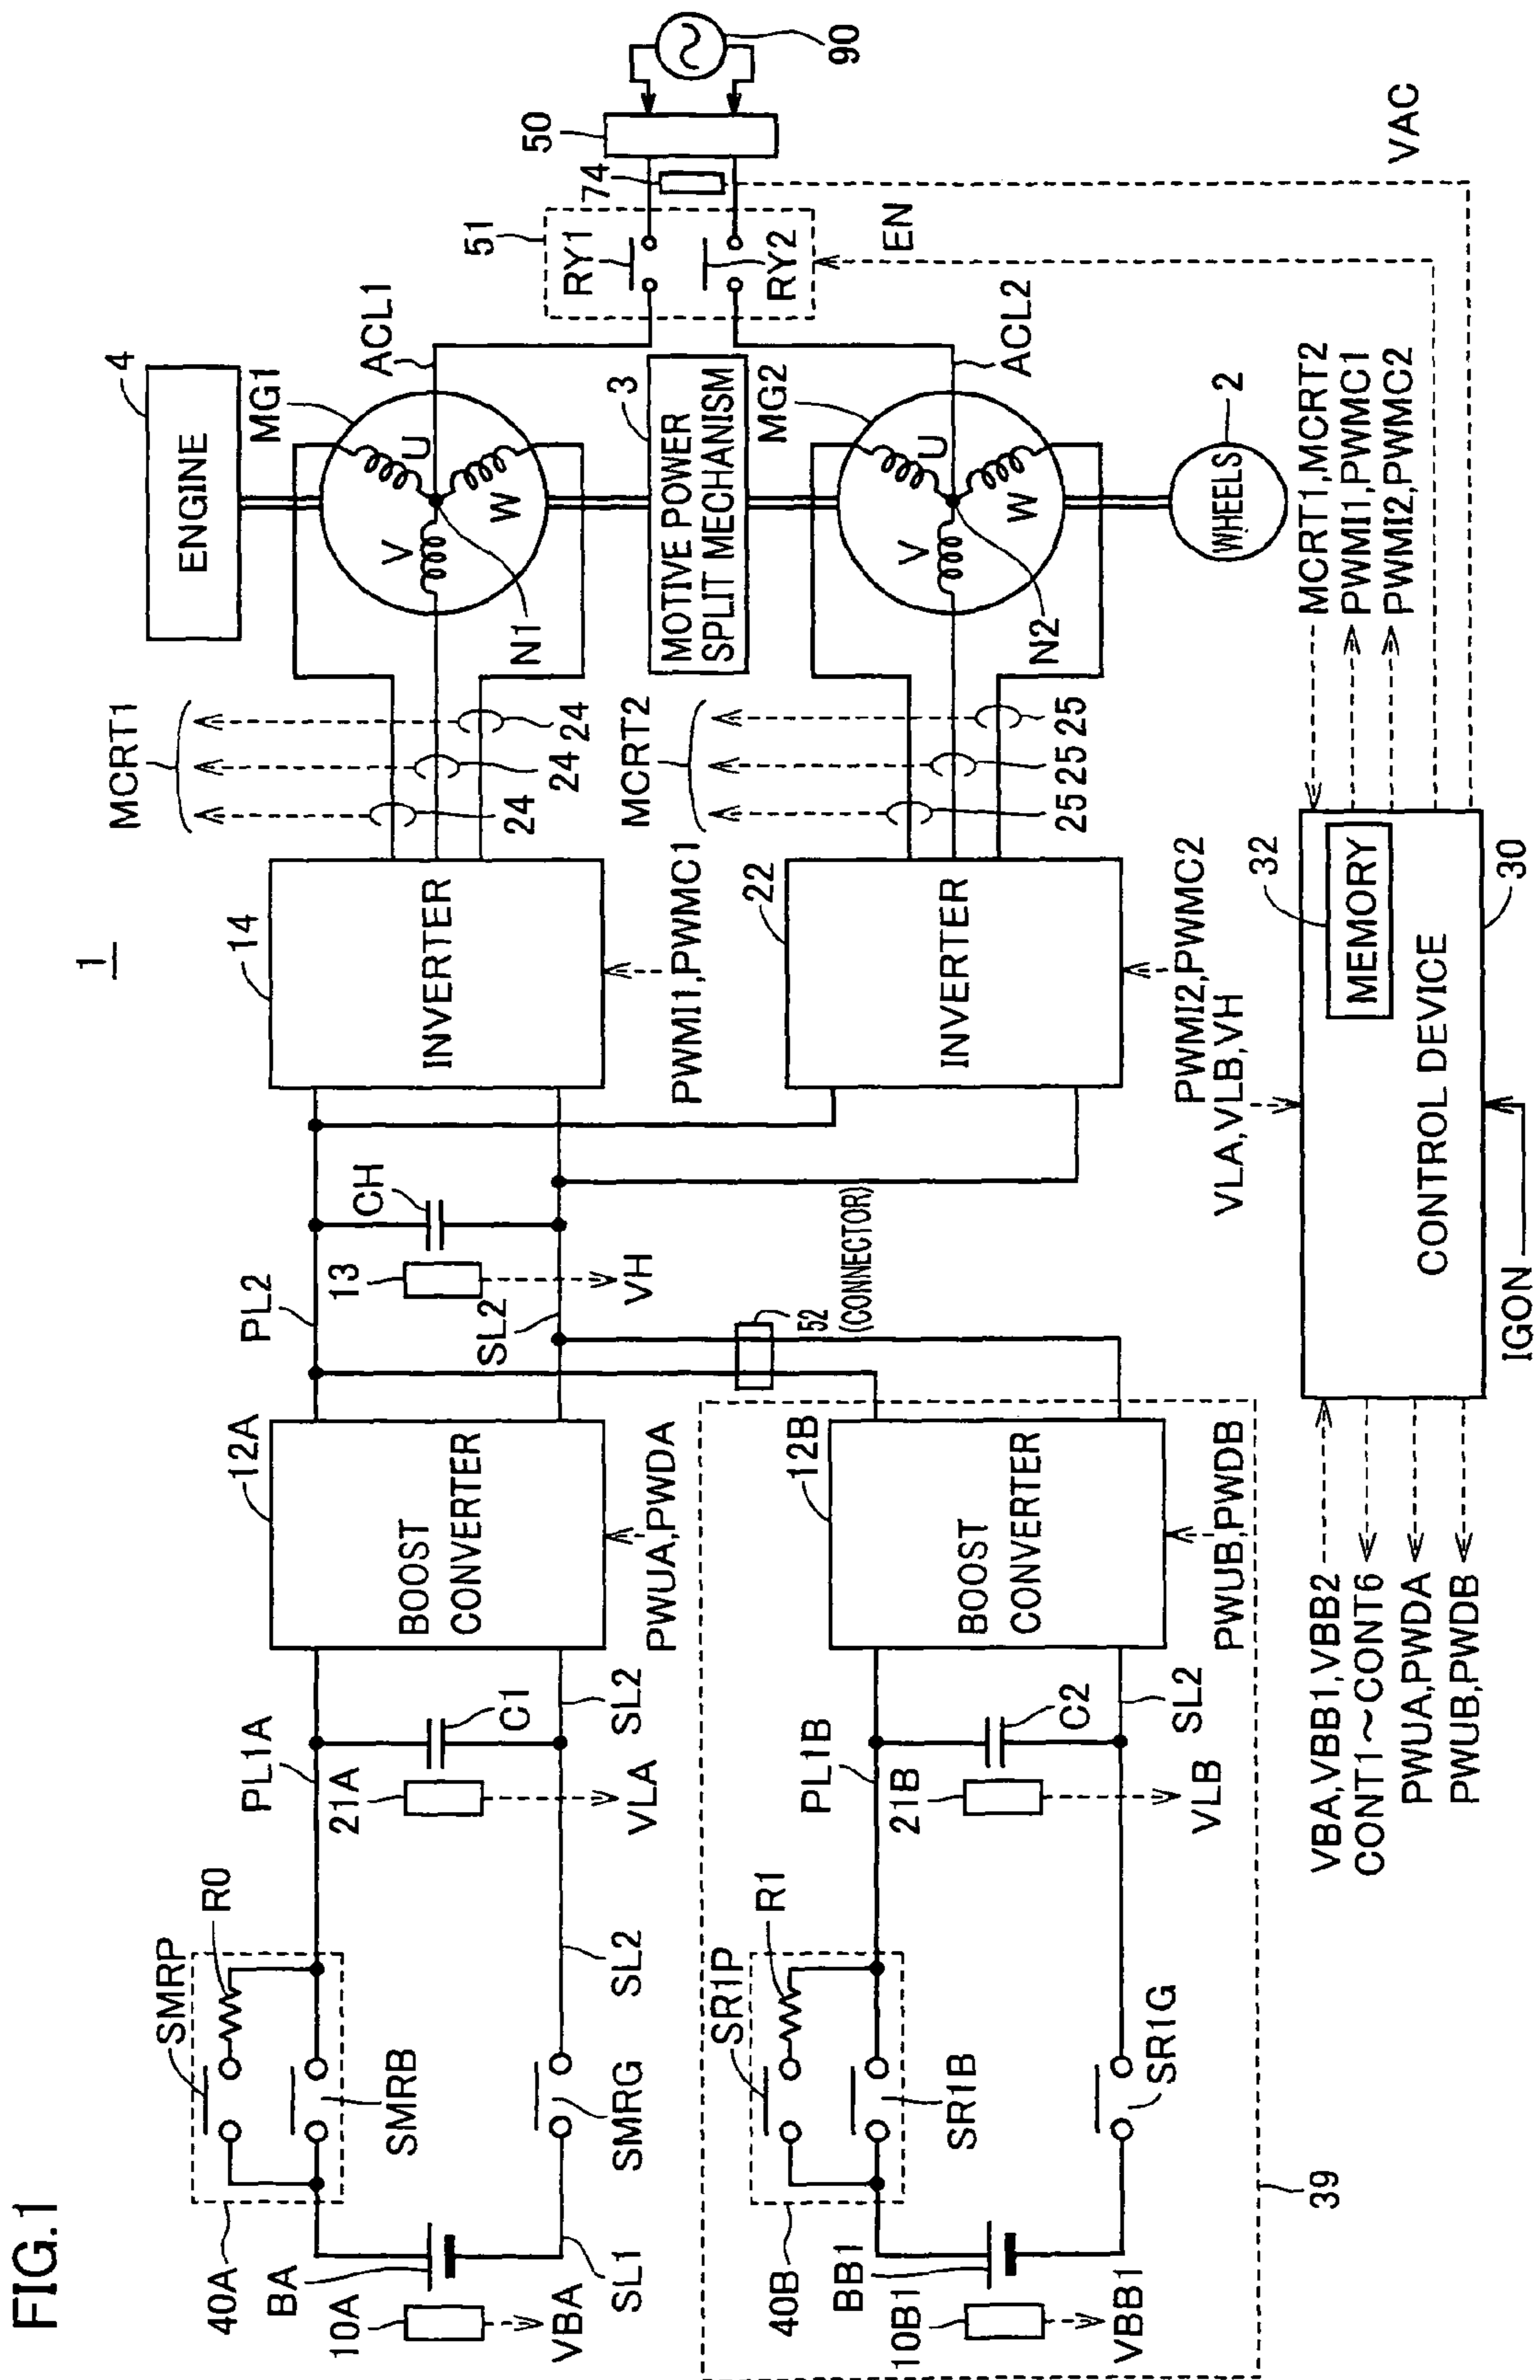 FIG.1
1
ENGINE
4
MG1
MCRT1
24
24
24
U
V
W
N1
ACL1
51
RY1
RY2
74
50
90
EN
VAC
MOTIVE POWER
SPLIT MECHANISM
3
MG2
MCRT2
25
25
25
U
V
W
N2
ACL2
WHEELS
2
14
INVERTER
PWMI1,PWMC1
22
INVERTER
PWMI2,PWMC2
PL2
13
CH
VH
SL2
52
(CONNECTOR)
12A
BOOST
CONVERTER
PWUA,PWDA
12B
BOOST
CONVERTER
PWUB,PWDB
PL1A
21A
C1
SL2
VLA
PL1B
21B
C2
SL2
VLB
SMRP
R0
SMRB
SL2
SMRG
40A
BA
10A
VBA
SL1
SR1P
R1
SR1B
SR1G
40B
BB1
10B1
VBB1
39
MCRT1,MCRT2
PWMI1,PWMC1
PWMI2,PWMC2
VLA,VLB,VH
32
MEMORY
CONTROL DEVICE
30
IGON
VBA,VBB1,VBB2
CONT1~CONT6
PWUA,PWDA
PWUB,PWDB